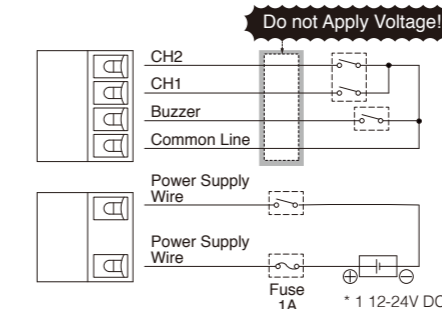 Do not Apply Voltage!
CH2
CH1
Buzzer
Common Line
Power Supply
Wire
Power Supply
Wire
Fuse
1A
* 1 12-24V DC